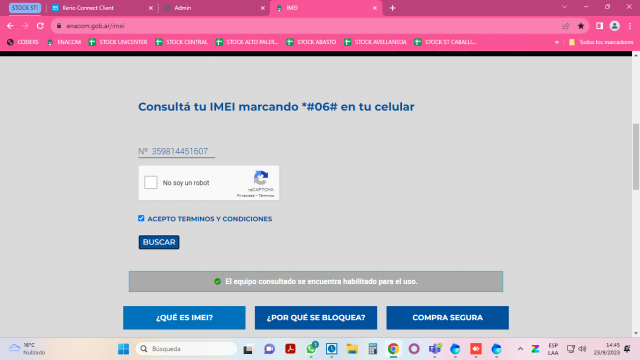 STOCK ST!
Kerio Connect Client
Admin
IMEI
enacom.gob.ar/imei
CODERS
ENACOM
STOCK UNICENTER
STOCK CENTRAL
STOCK ALTO PALER...
STOCK ABASTO
STOCK AVELLANEDA
STOCK ST CABALLI...
»
Todos los marcadores
Consultá tu IMEI marcando *#06# en tu celular
Nº 359814451607
No soy un robot
reCAPTCHA
Privacidad - Términos
ACEPTO TERMINOS Y CONDICIONES
BUSCAR
El equipo consultado se encuentra habilitado para el uso.
¿QUÉ ES IMEI?
¿POR QUÉ SE BLOQUEA?
COMPRA SEGURA
16°C
Nublado
Búsqueda
ESP
LAA
14:45
23/9/2023